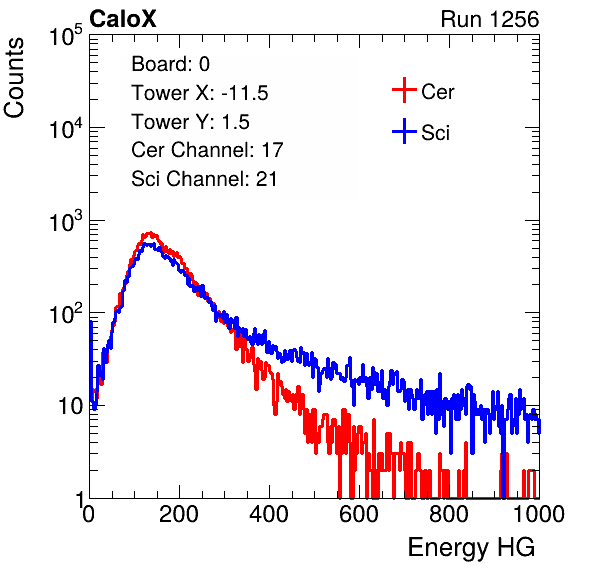 CaloX Run 1256
Counts
Board: 0
Tower X: -11.5
Tower Y: 1.5
Cer Channel: 17
Sci Channel: 21
Cer
Sci
10^5
10^4
10^3
10^2
10
1
0 200 400 600 800 1000
Energy HG